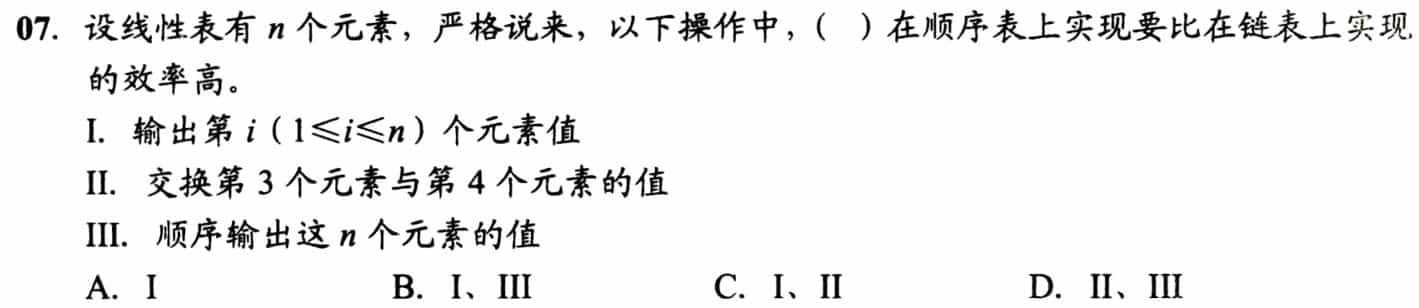 07. 设线性表有 n 个元素，严格说来，以下操作中，（ ）在顺序表上实现要比在链表上实现
的效率高。
I. 输出第 i（1≤i≤n）个元素值
II. 交换第 3 个元素与第 4 个元素的值
III. 顺序输出这 n 个元素的值
A. I B. I、III C. I、II D. II、III